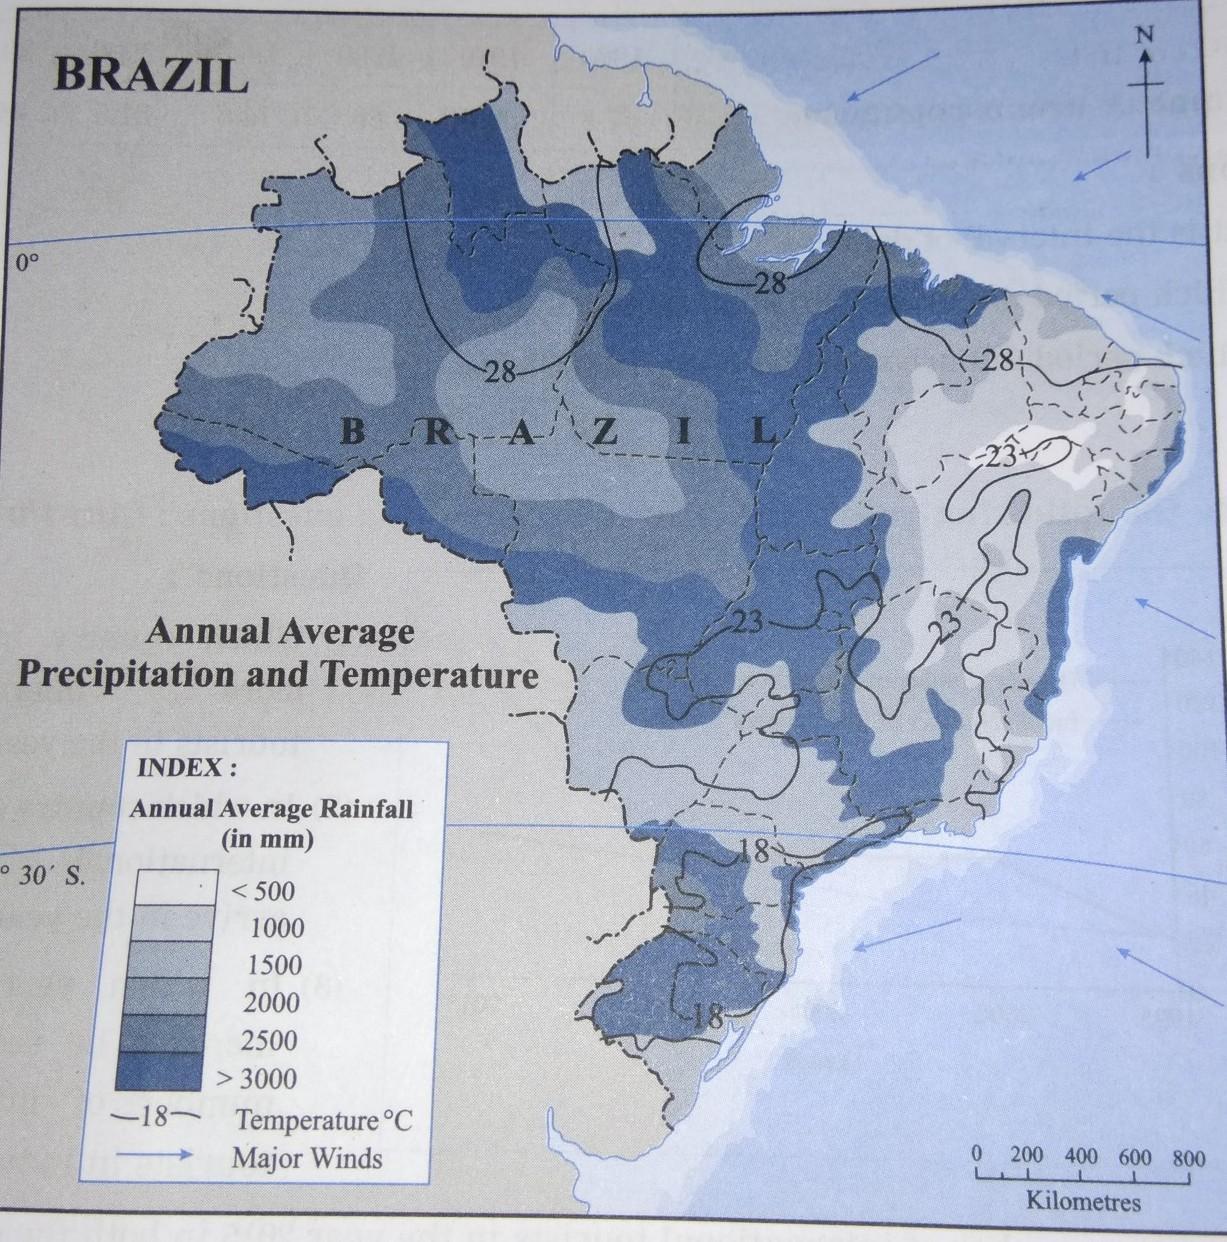 BRAZIL
N
0°
28
28
28
B R A Z I L
23
23
23
Annual Average
Precipitation and Temperature
INDEX :
Annual Average Rainfall
(in mm)
< 500
1000
1500
2000
2500
> 3000
—18— Temperature °C
Major Winds
° 30′ S.
18
18
0 200 400 600 800
Kilometres